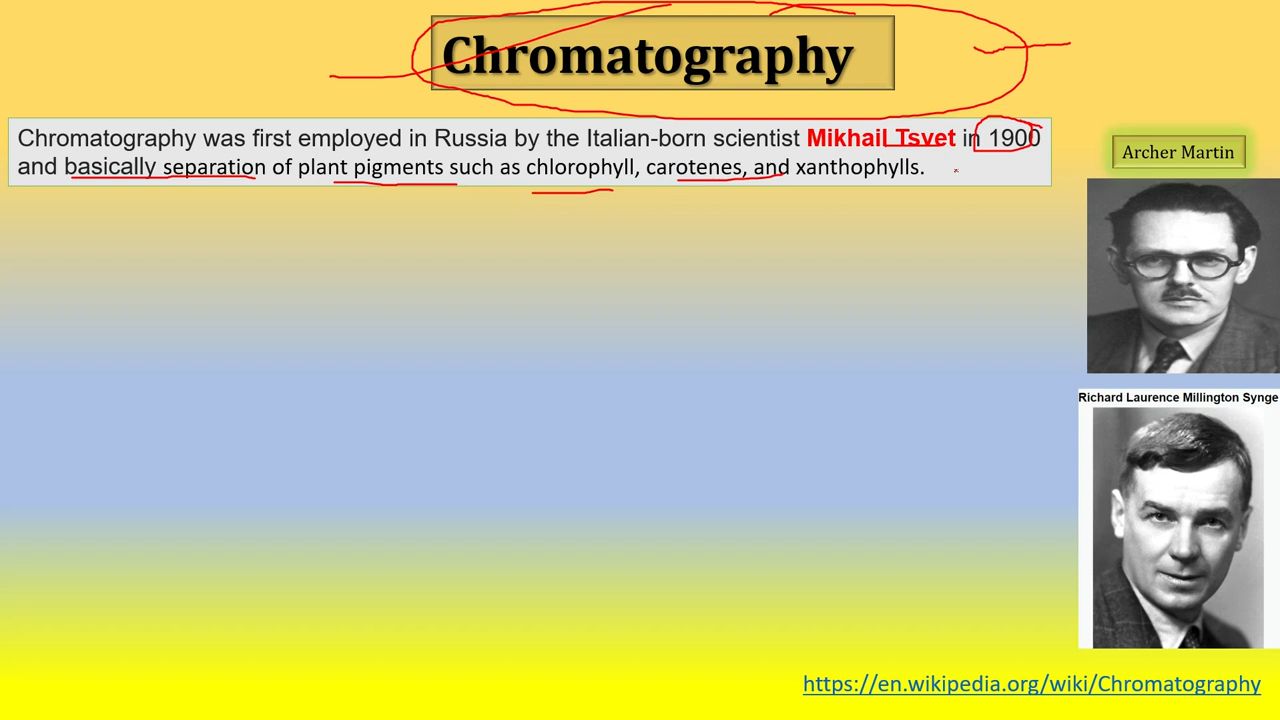 Chromatography
Chromatography was first employed in Russia by the Italian-born scientist Mikhail Tsvet in 1900
and basically separation of plant pigments such as chlorophyll, carotenes, and xanthophylls.
Archer Martin
Richard Laurence Millington Synge
https://en.wikipedia.org/wiki/Chromatography